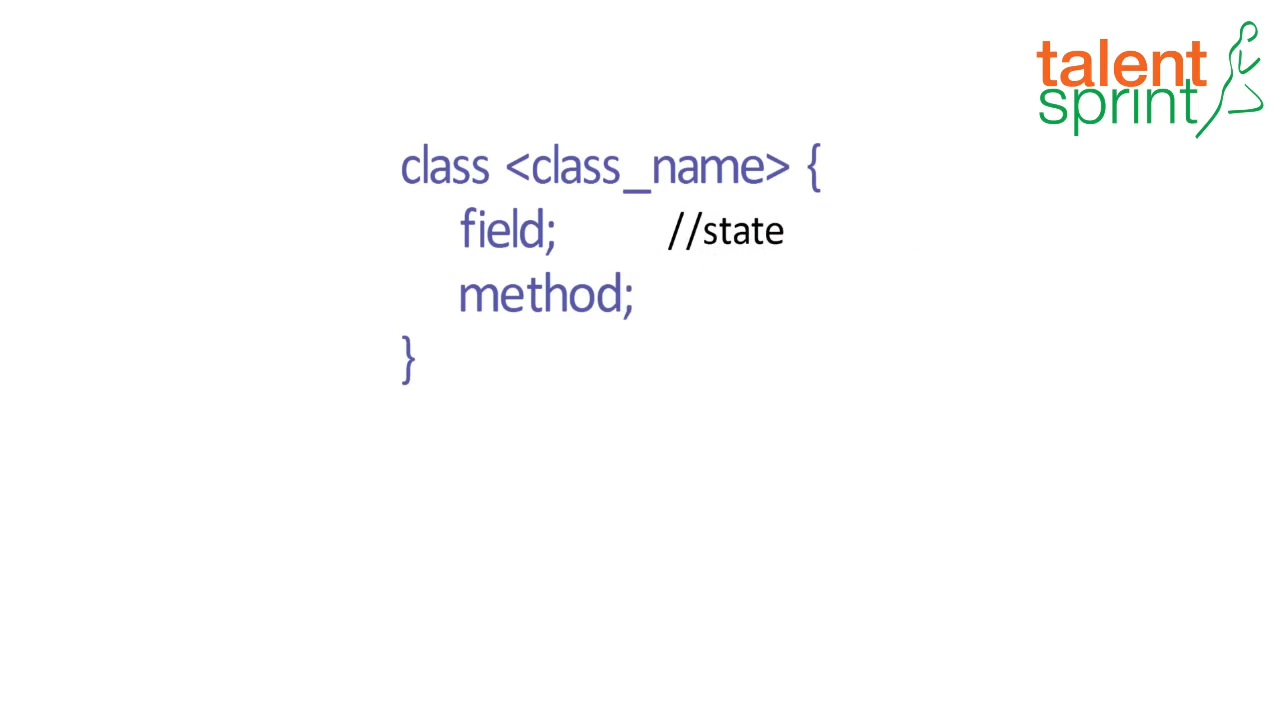 talent
sprint
class <class_name> {
field; //state
method;
}